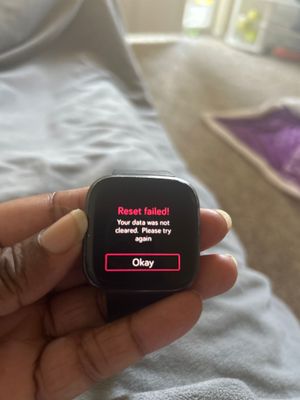 Reset failed!
Your data was not
cleared. Please try
again
Okay